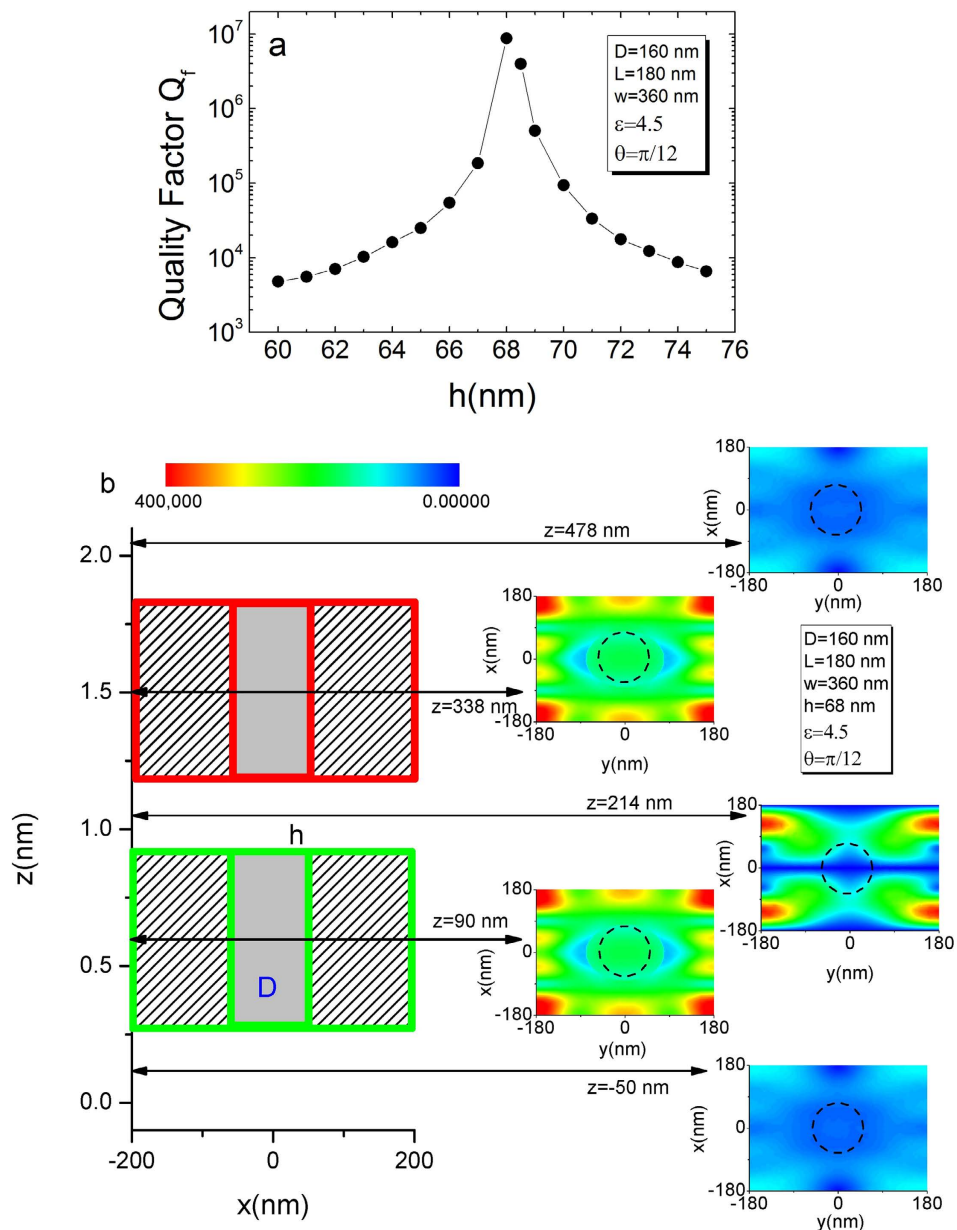 a
Quality Factor Q_f
10^7
10^6
10^5
10^4
10^3
D=160 nm
L=180 nm
w=360 nm
ε=4.5
θ=π/12
60 62 64 66 68 70 72 74 76
h(nm)
b
400,000 0.00000
z(nm)
2.0
1.5
1.0
0.5
0.0
-200 0 200
x(nm)
h
D
z=478 nm
x(nm)
180
0
-180
-180 0 180
y(nm)
z=338 nm
x(nm)
180
0
-180
-180 0 180
y(nm)
D=160 nm
L=180 nm
w=360 nm
h=68 nm
ε=4.5
θ=π/12
z=214 nm
x(nm)
180
0
-180
-180 0 180
y(nm)
z=90 nm
x(nm)
180
0
-180
-180 0 180
y(nm)
z=-50 nm
x(nm)
180
0
-180
-180 0 180
y(nm)